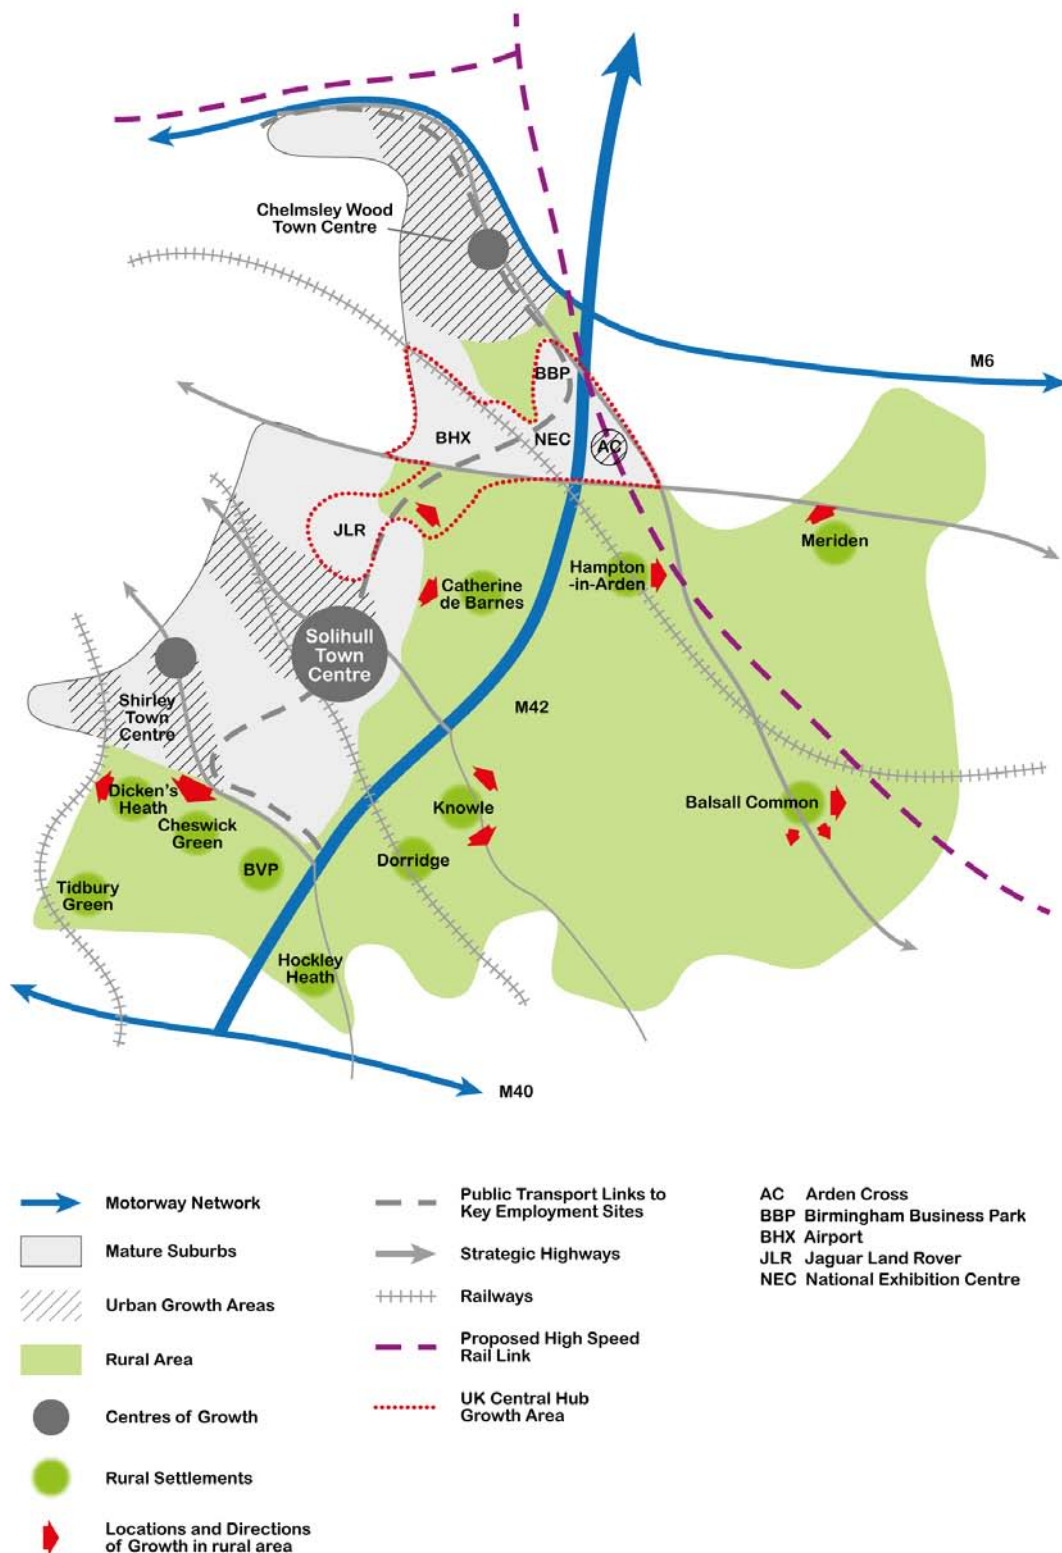 Chelmsley Wood
Town Centre
M6
BBP
BHX
NEC
AC
JLR
Meriden
Hampton
-in-Arden
Catherine
de Barnes
Solihull
Town
Centre
M42
Shirley
Town
Centre
Dicken's
Heath
Cheswick
Green
Knowle
Balsall Common
BVP
Dorridge
Tidbury
Green
Hockley
Heath
M40
Motorway Network
Mature Suburbs
Urban Growth Areas
Rural Area
Centres of Growth
Rural Settlements
Locations and Directions
of Growth in rural area
Public Transport Links to
Key Employment Sites
Strategic Highways
Railways
Proposed High Speed
Rail Link
UK Central Hub
Growth Area
AC Arden Cross
BBP Birmingham Business Park
BHX Airport
JLR Jaguar Land Rover
NEC National Exhibition Centre